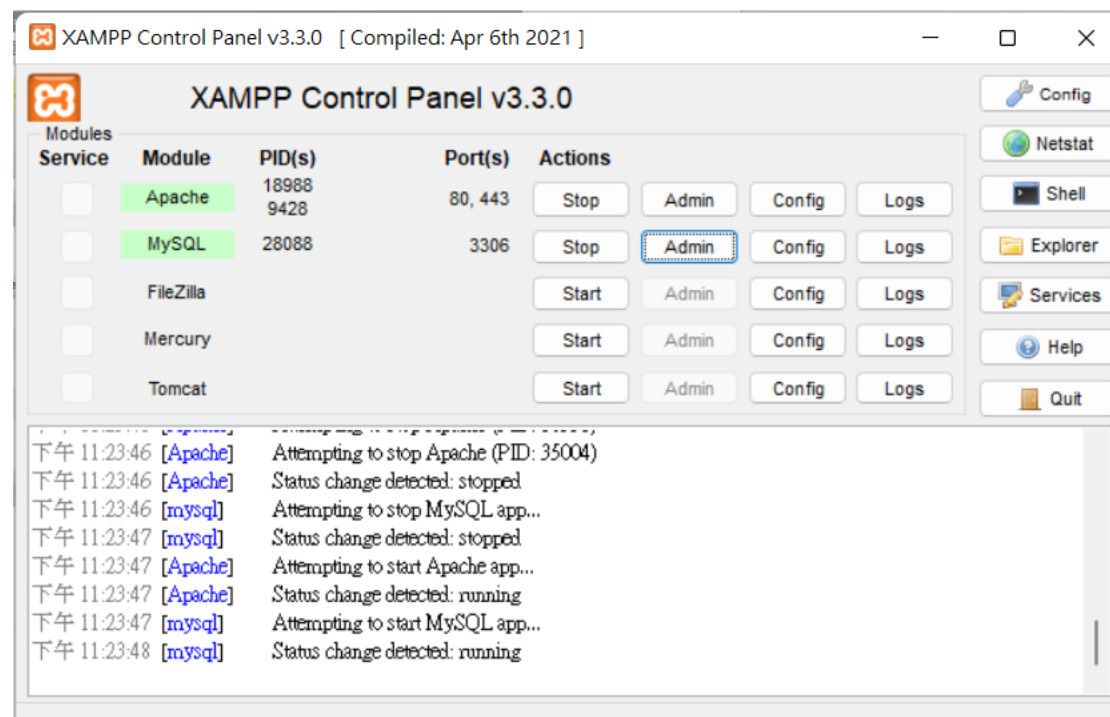 XAMPP Control Panel v3.3.0 [ Compiled: Apr 6th 2021 ]
XAMPP Control Panel v3.3.0
Config
Modules
Netstat
Service Module PID(s) Port(s) Actions
Apache 18988 9428 80, 443 Stop Admin Config Logs
Shell
MySQL 28088 3306 Stop Admin Config Logs
Explorer
FileZilla Start Admin Config Logs
Services
Mercury Start Admin Config Logs
Help
Tomcat Start Admin Config Logs
Quit
下午 11:23:46 [Apache] Attempting to stop Apache (PID: 35004)
下午 11:23:46 [Apache] Status change detected: stopped
下午 11:23:46 [mysql] Attempting to stop MySQL app...
下午 11:23:47 [mysql] Status change detected: stopped
下午 11:23:47 [Apache] Attempting to start Apache app...
下午 11:23:47 [Apache] Status change detected: running
下午 11:23:47 [mysql] Attempting to start MySQL app...
下午 11:23:48 [mysql] Status change detected: running